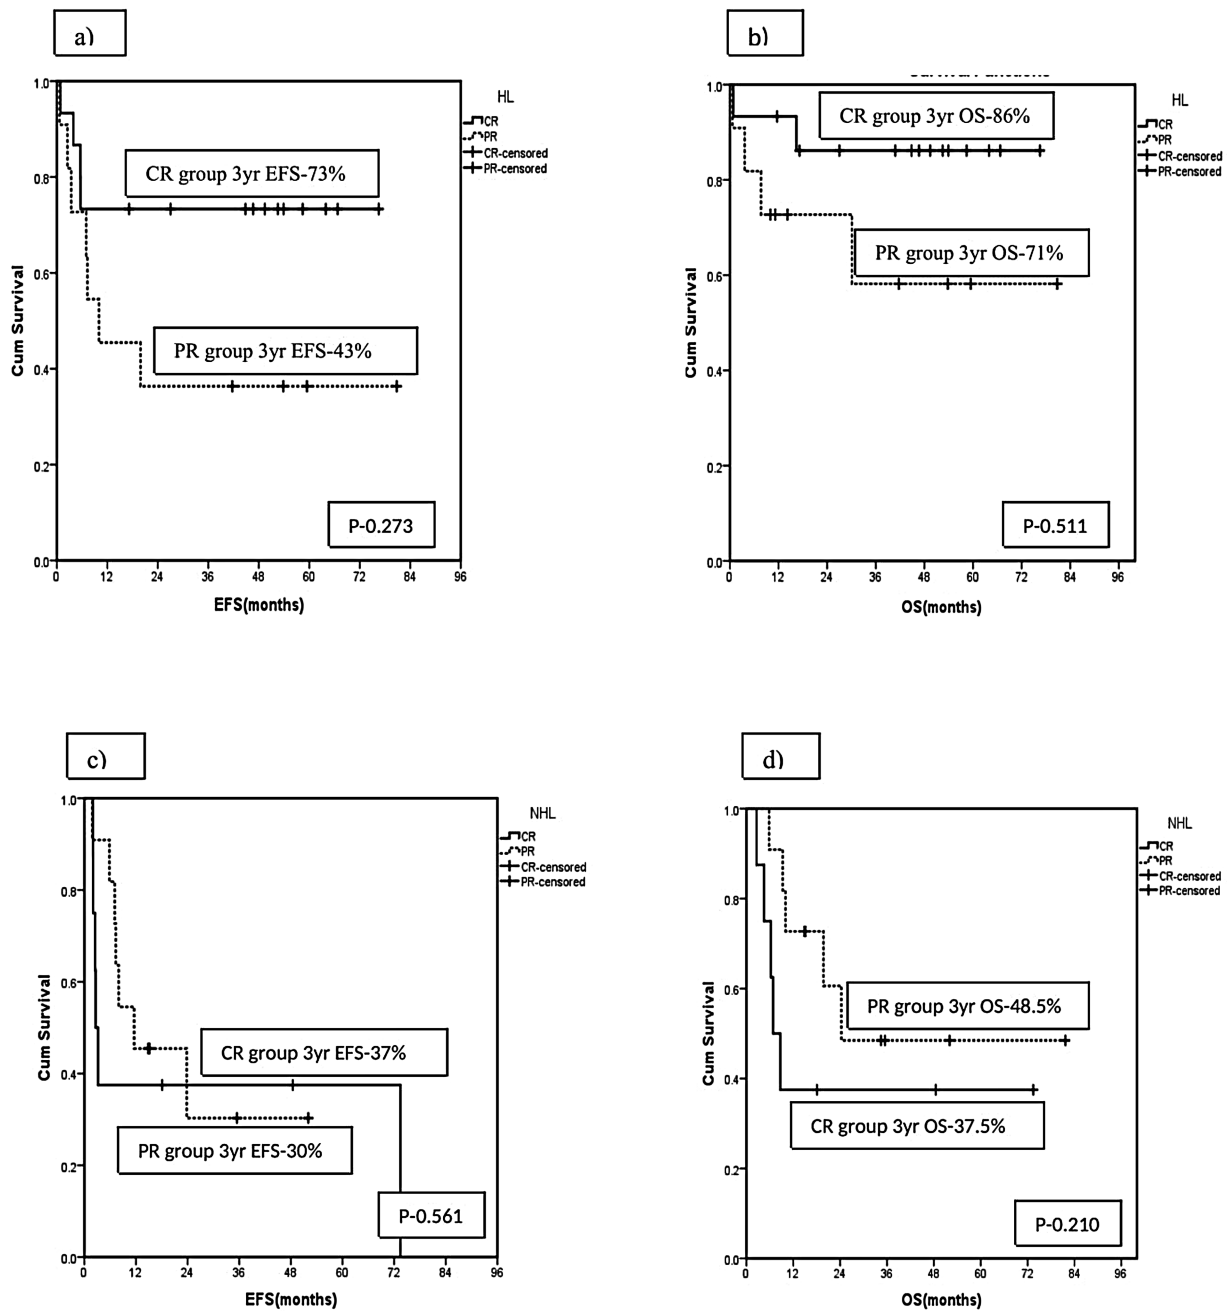 a)
HL
CR
PR
CR-censored
PR-censored
CR group 3yr EFS-73%
PR group 3yr EFS-43%
P-0.273
Cum Survival
1.0
0.8
0.6
0.4
0.2
0.0
0 12 24 36 48 60 72 84 96
EFS(months)
b)
Survival Functions
HL
CR
PR
CR-censored
PR-censored
CR group 3yr OS-86%
PR group 3yr OS-71%
P-0.511
Cum Survival
1.0
0.8
0.6
0.4
0.2
0.0
0 12 24 36 48 60 72 84 96
OS(months)
c)
NHL
CR
PR
CR-censored
PR-censored
CR group 3yr EFS-37%
PR group 3yr EFS-30%
P-0.561
Cum Survival
1.0
0.8
0.6
0.4
0.2
0.0
0 12 24 36 48 60 72 84 96
EFS(months)
d)
NHL
CR
PR
CR-censored
PR-censored
PR group 3yr OS-48.5%
CR group 3yr OS-37.5%
P-0.210
Cum Survival
1.0
0.8
0.6
0.4
0.2
0.0
0 12 24 36 48 60 72 84 96
OS(months)